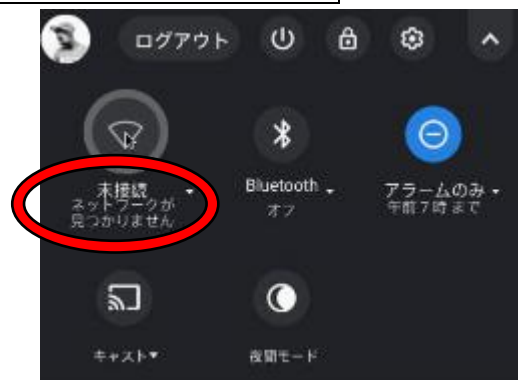 ログアウト
未接続
ネットワークが
見つかりません
Bluetooth
オフ
アラームのみ
午前7時まで
キャスト
夜間モード